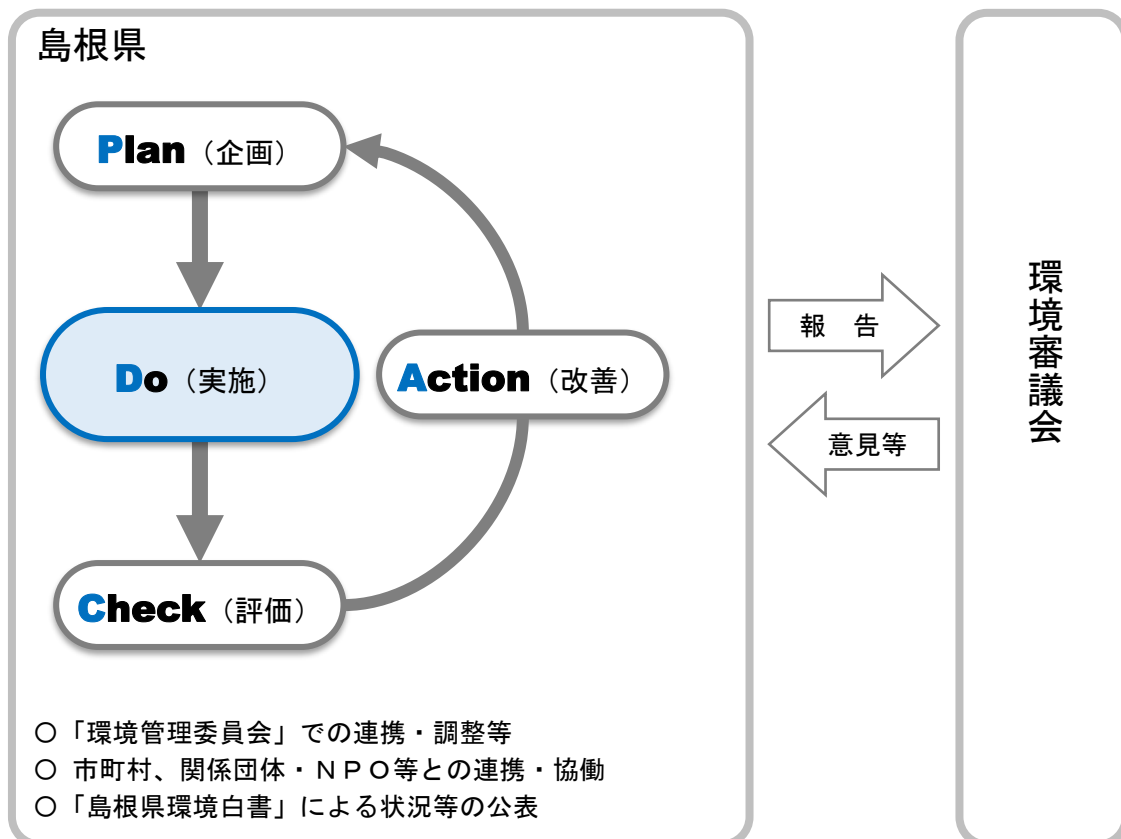 島根県
Plan（企画）
Do（実施）
Action（改善）
Check（評価）
報　告
意見等
環境審議会
○「環境管理委員会」での連携・調整等
○ 市町村、関係団体・ＮＰＯ等との連携・協働
○「島根県環境白書」による状況等の公表